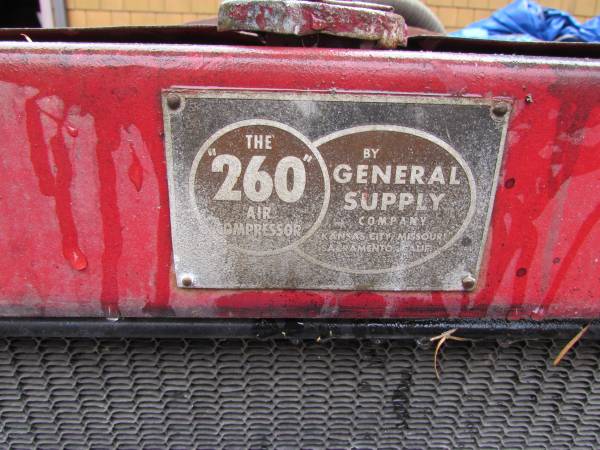 THE
"260"
AIR
COMPRESSOR
BY
GENERAL
SUPPLY
COMPANY
KANSAS CITY, MISSOURI
SACRAMENTO, CALIF.